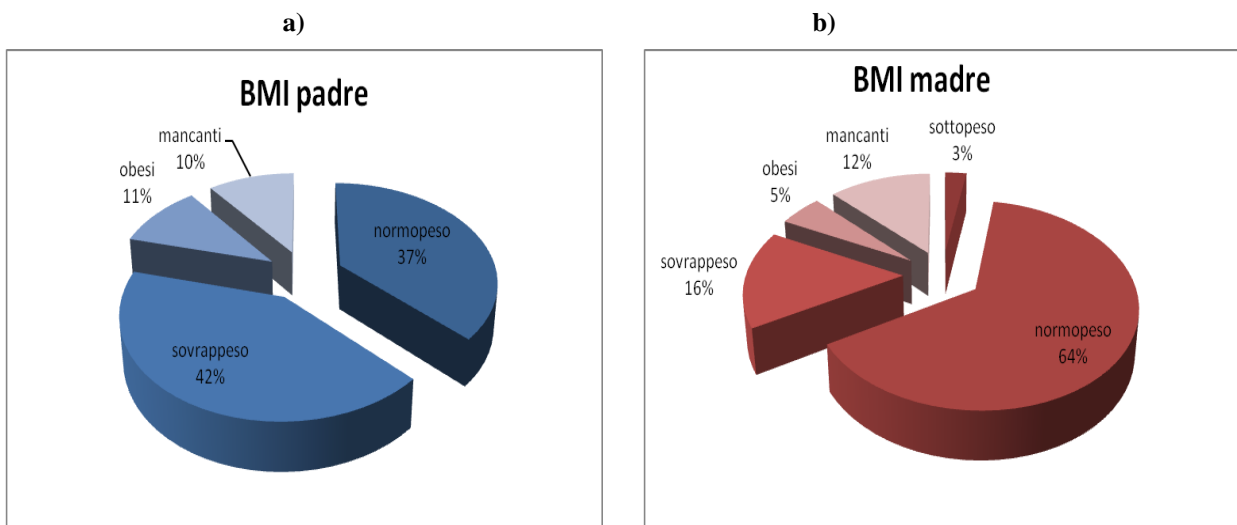 a)
BMI padre
mancanti
10%
obesi
11%
normopeso
37%
sovrappeso
42%
b)
BMI madre
sottopeso
3%
mancanti
12%
obesi
5%
sovrappeso
16%
normopeso
64%